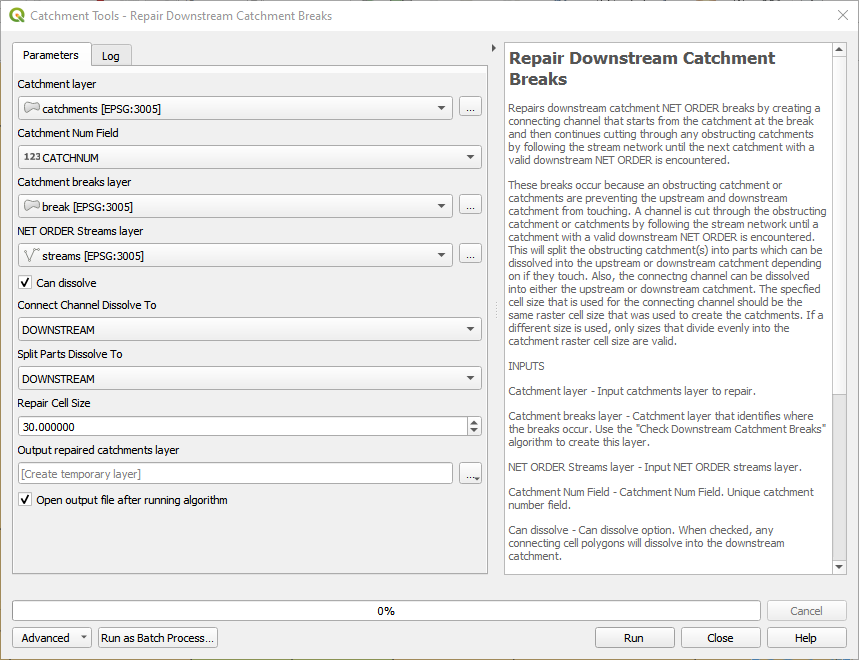 Catchment Tools - Repair Downstream Catchment Breaks
Parameters
Log
Catchment layer
catchments [EPSG:3005]
...
Catchment Num Field
123 CATCHNUM
Catchment breaks layer
break [EPSG:3005]
...
NET ORDER Streams layer
streams [EPSG:3005]
...
Can dissolve
Connect Channel Dissolve To
DOWNSTREAM
Split Parts Dissolve To
DOWNSTREAM
Repair Cell Size
30.000000
Output repaired catchments layer
[Create temporary layer]
...
Open output file after running algorithm
Repair Downstream Catchment
Breaks
Repairs downstream catchment NET ORDER breaks by creating a
connecting channel that starts from the catchment at the break
and then continues cutting through any obstructing catchments
by following the stream network until the next catchment with a
valid downstream NET ORDER is encountered.
These breaks occur because an obstructing catchment or
catchments are preventing the upstream and downstream
catchment from touching. A channel is cut through the obstructing
catchment or catchments by following the stream network until a
catchment with a valid downstream NET ORDER is encountered.
This will split the obstructing catchment(s) into parts which can be
dissolved into the upstream or downstream catchment depending
on if they touch. Also, the connectng channel can be dissolved
into either the upstream or downstream catchment. The specfied
cell size that is used for the connecting channel should be the
same raster cell size that was used to create the catchments. If a
different size is used, only sizes that divide evenly into the
catchment raster cell size are valid.
INPUTS
Catchment layer - Input catchments layer to repair.
Catchment breaks layer - Catchment layer that identifies where
the breaks occur. Use the "Check Downstream Catchment Breaks"
algorithm to create this layer.
NET ORDER Streams layer - Input NET ORDER streams layer.
Catchment Num Field - Catchment Num Field. Unique catchment
number field.
Can dissolve - Can dissolve option. When checked, any
connecting cell polygons will dissolve into the downstream
catchment.
0%
Cancel
Advanced
Run as Batch Process...
Run
Close
Help